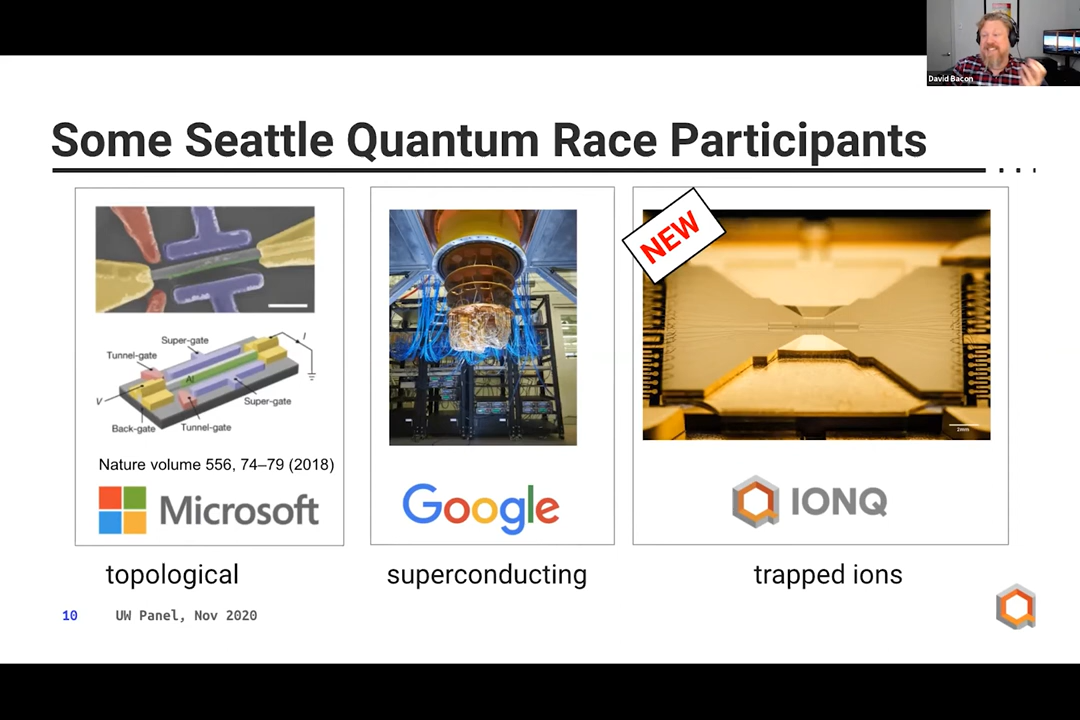 David Bacon
Some Seattle Quantum Race Participants
NEW
Super-gate
I
Tunnel-gate
Al
V
Super-gate
Back-gate
Tunnel-gate
2mm
Nature volume 556, 74–79 (2018)
Microsoft
Google
IONQ
topological
superconducting
trapped ions
10 UW Panel, Nov 2020